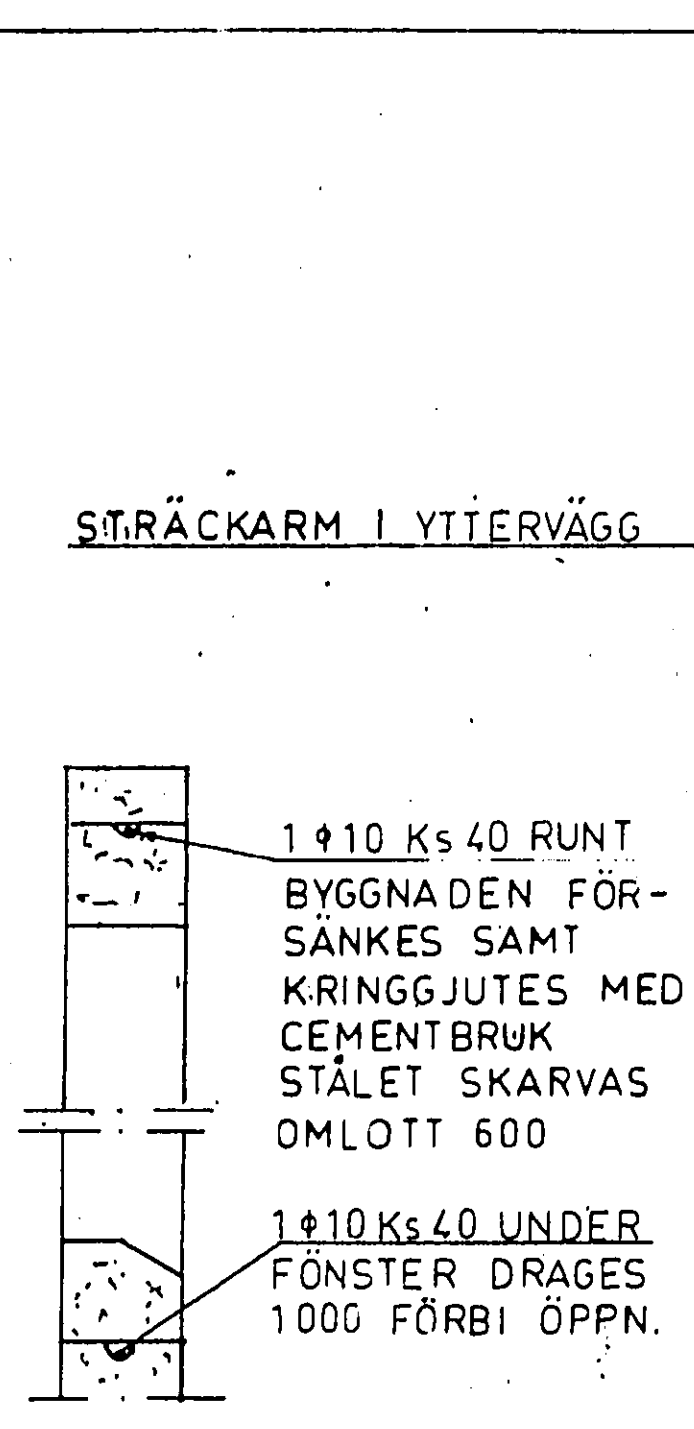 STRÄCKARM I YTTERVÄGG
1 ϕ10 Ks 40 RUNT
BYGGNADEN FÖR-
SÄNKES SAMT
KRINGGJUTES MED
CEMENTBRUK
STÅLET SKARVAS
OMLOTT 600
1 ϕ10 Ks 40 UNDER
FÖNSTER DRAGES
1000 FÖRBI ÖPPN.